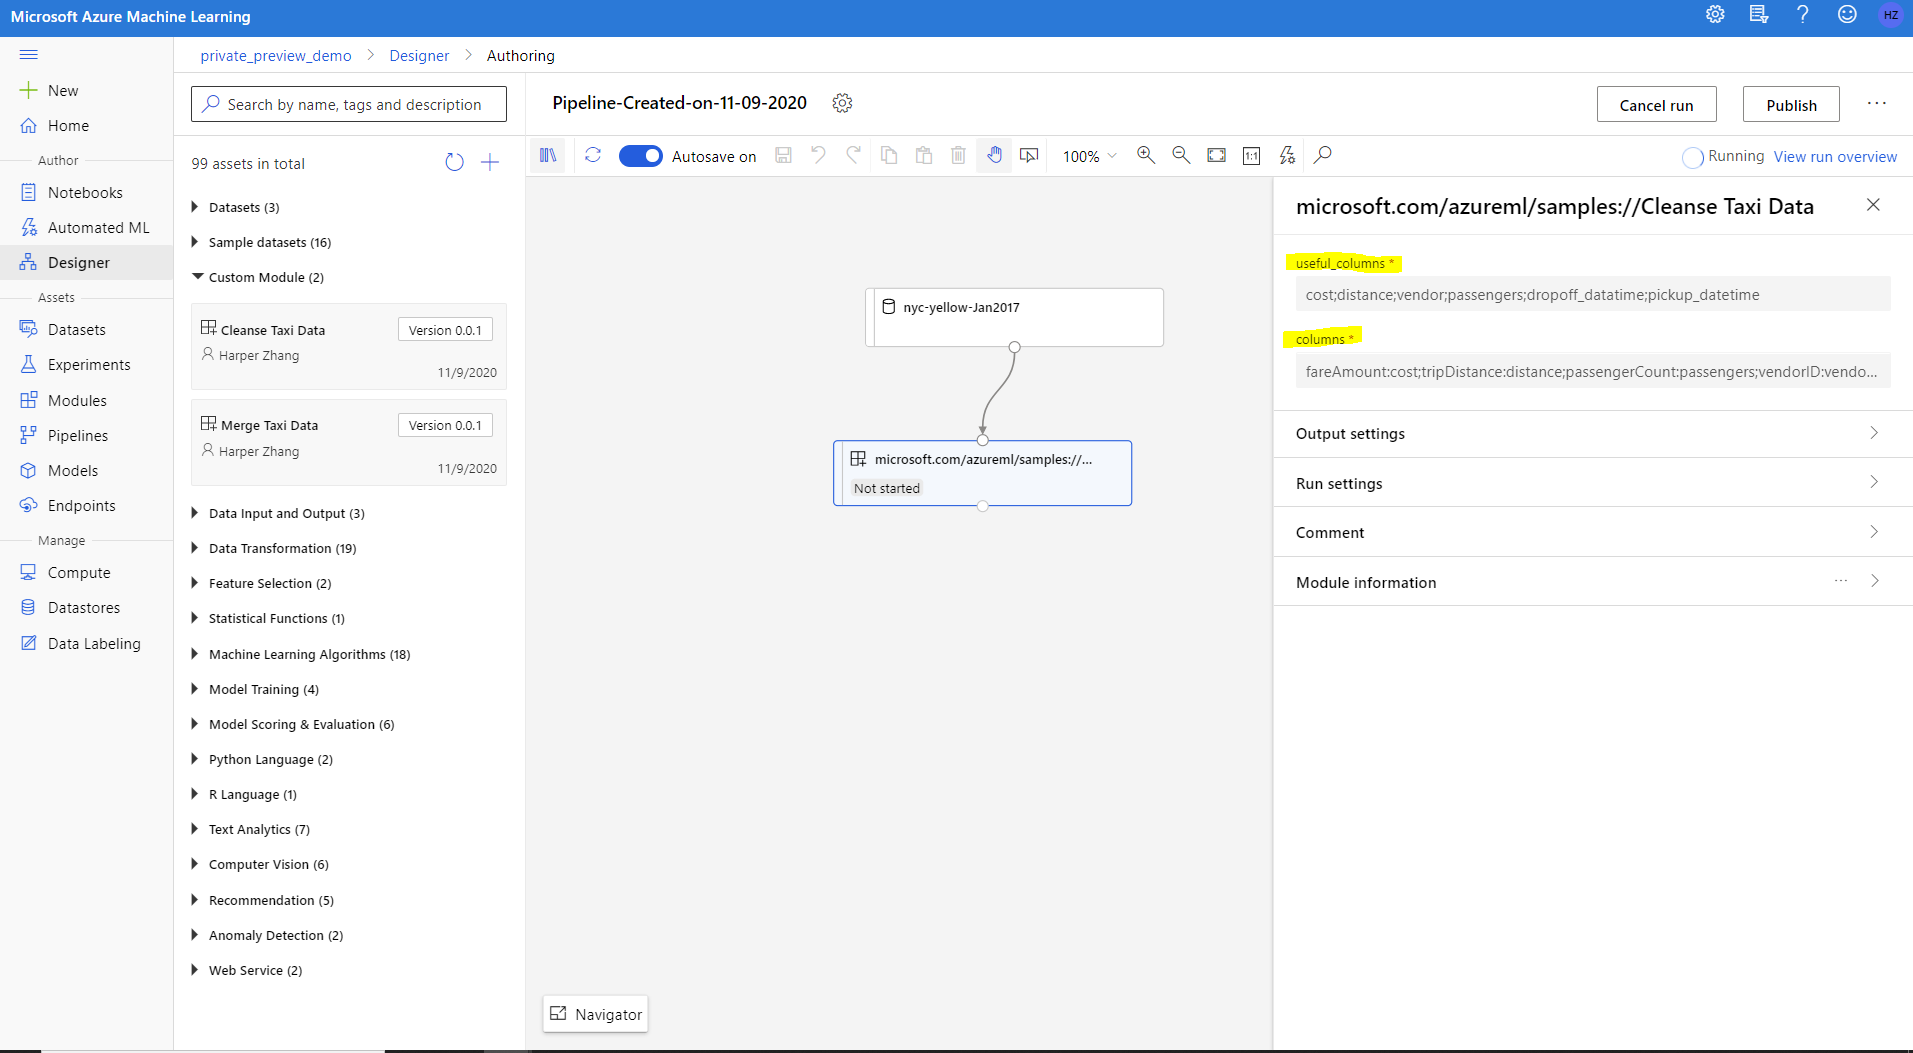 Microsoft Azure Machine Learning
HZ
private_preview_demo > Designer > Authoring
New
Home
Author
Notebooks
Automated ML
Designer
Assets
Datasets
Experiments
Modules
Pipelines
Models
Endpoints
Manage
Compute
Datastores
Data Labeling
Search by name, tags and description
99 assets in total
Datasets (3)
Sample datasets (16)
Custom Module (2)
Cleanse Taxi Data
Version 0.0.1
Harper Zhang
11/9/2020
Merge Taxi Data
Version 0.0.1
Harper Zhang
11/9/2020
Data Input and Output (3)
Data Transformation (19)
Feature Selection (2)
Statistical Functions (1)
Machine Learning Algorithms (18)
Model Training (4)
Model Scoring & Evaluation (6)
Python Language (2)
R Language (1)
Text Analytics (7)
Computer Vision (6)
Recommendation (5)
Anomaly Detection (2)
Web Service (2)
Pipeline-Created-on-11-09-2020
Cancel run
Publish
...
Autosave on
100%
1:1
Running View run overview
nyc-yellow-Jan2017
microsoft.com/azureml/samples://...
Not started
Navigator
microsoft.com/azureml/samples://Cleanse Taxi Data
useful_columns *
cost;distance;vendor;passengers;dropoff_datatime;pickup_datetime
columns *
fareAmount:cost;tripDistance:distance;passengerCount:passengers;vendorID:vendo...
Output settings
Run settings
Comment
Module information
...